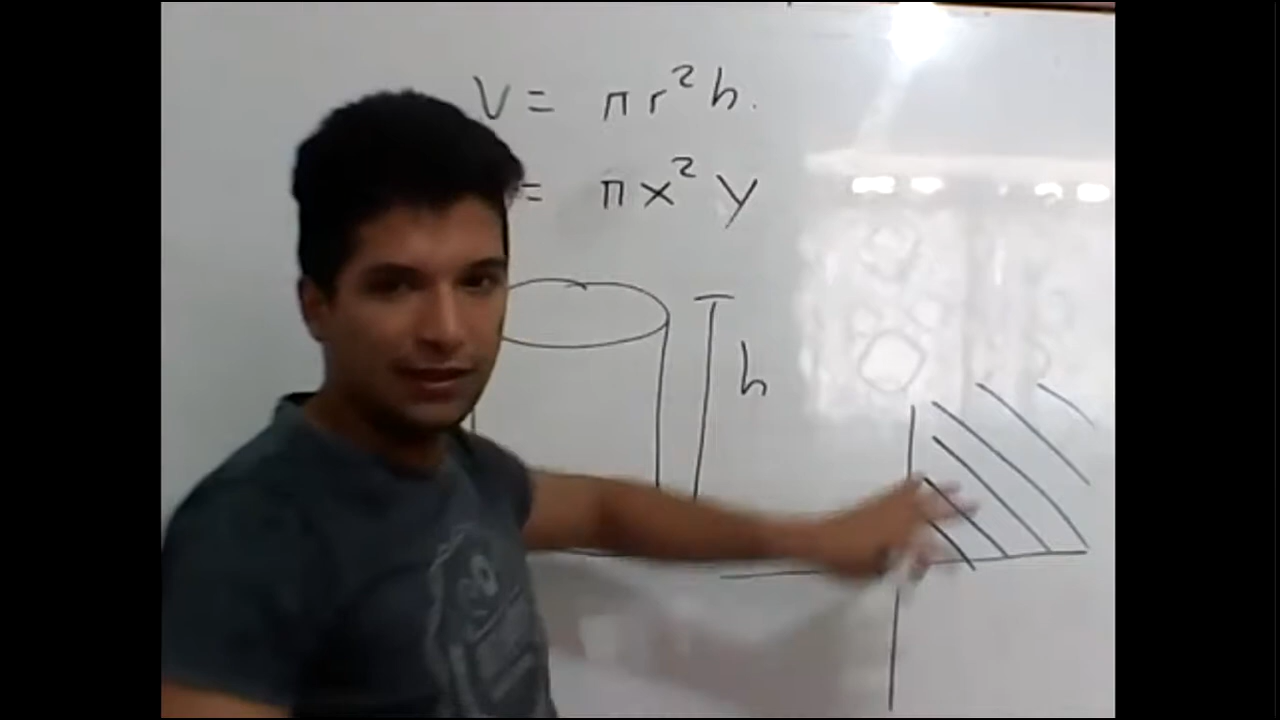 V = πr²h.
= πx²y
h